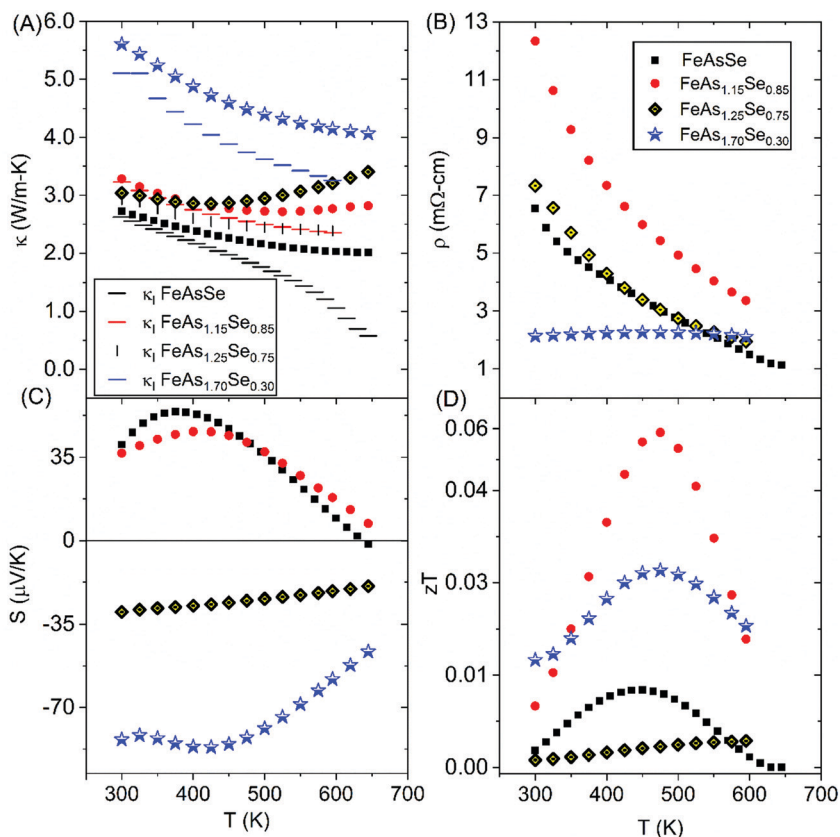 (A)
6.0
5.0
4.0
3.0
2.0
1.0
0.0
κ (W/m-K)
κl FeAsSe
κl FeAs1.15Se0.85
κl FeAs1.25Se0.75
κl FeAs1.70Se0.30
(B)
13
11
9
7
5
3
1
ρ (mΩ-cm)
FeAsSe
FeAs1.15Se0.85
FeAs1.25Se0.75
FeAs1.70Se0.30
(C)
35
0
-35
-70
S (μV/K)
300 400 500 600 700
T (K)
(D)
0.06
0.04
0.03
0.01
0.00
zT
300 400 500 600 700
T (K)